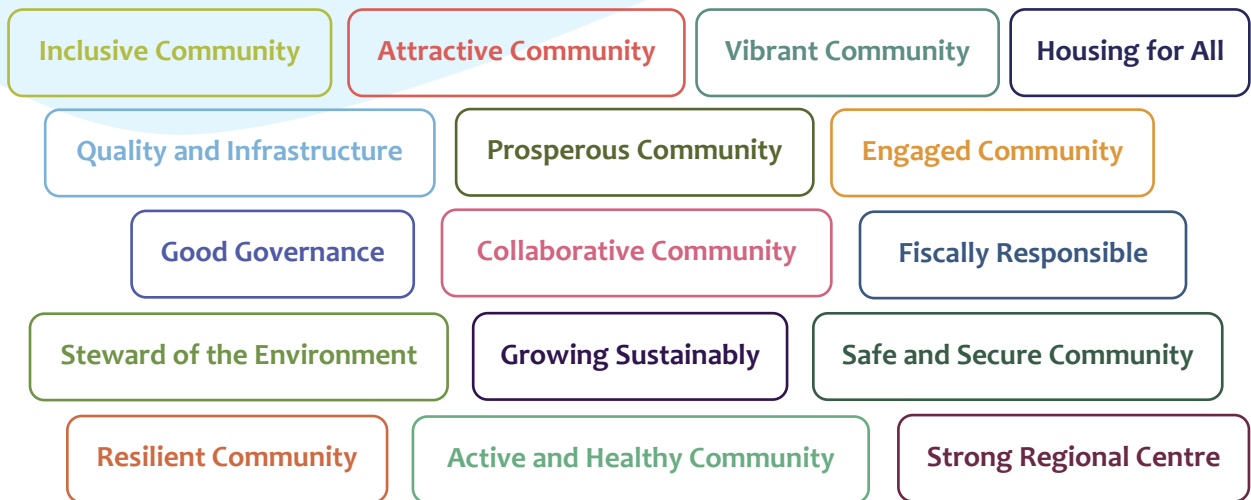 Inclusive Community
Attractive Community
Vibrant Community
Housing for All
Quality and Infrastructure
Prosperous Community
Engaged Community
Good Governance
Collaborative Community
Fiscally Responsible
Steward of the Environment
Growing Sustainably
Safe and Secure Community
Resilient Community
Active and Healthy Community
Strong Regional Centre